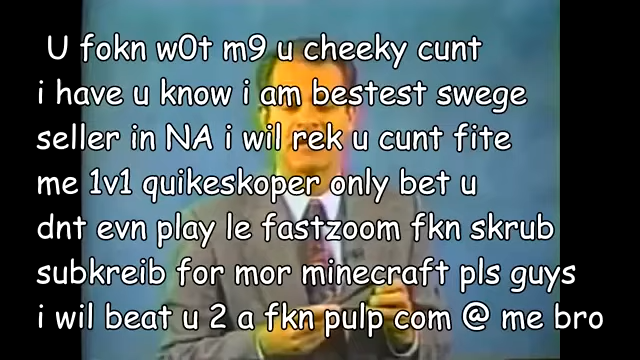 U fokn w0t m9 u cheeky cunt
i have u know i am bestest swege
seller in NA i wil rek u cunt fite
me 1v1 quikeskoper only bet u
dnt evn play le fastzoom fkn skrub
subkreib for mor minecraft pls guys
i wil beat u 2 a fkn pulp com @ me bro